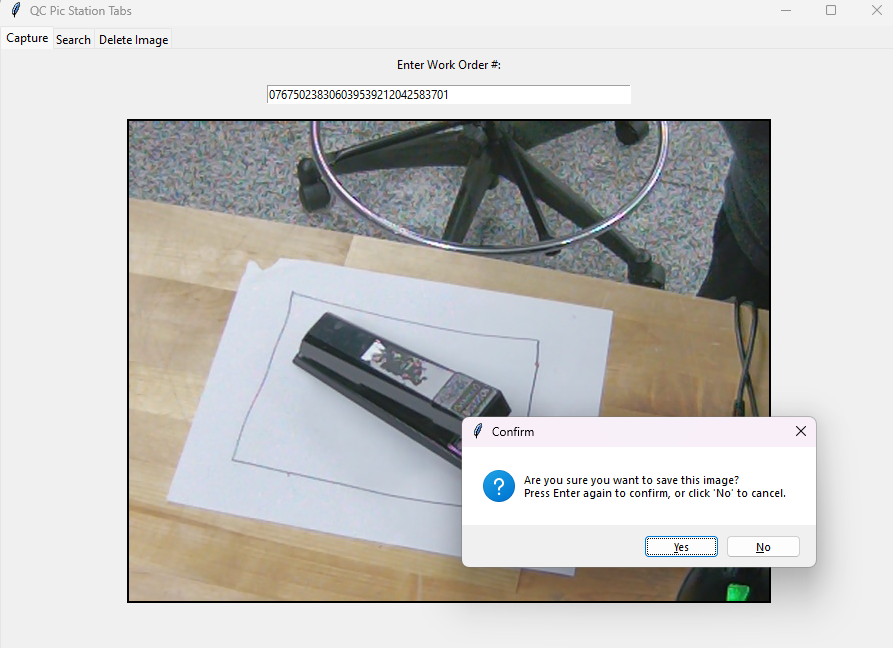 QC Pic Station Tabs
Capture Search Delete Image
Enter Work Order #:
076750238306039539212042583701
Confirm
Are you sure you want to save this image?
Press Enter again to confirm, or click 'No' to cancel.
Yes No